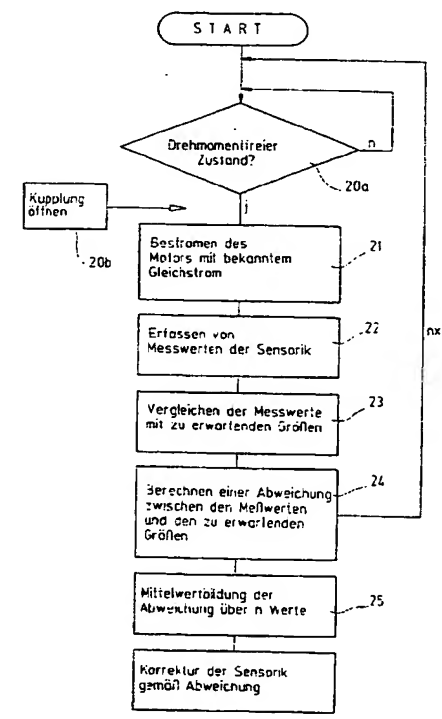 START
Drehmomentfreier
Zustand?
n
20a
j
Kupplung
öffnen
20b
Bestromen des
Motors mit bekanntem
Gleichstrom
21
Erfassen von
Messwerten der Sensorik
22
nx
Vergleichen der Messwerte
mit zu erwartenden Größen
23
Berechnen einer Abweichung
zwischen den Meßwerten
und den zu erwartenden
Größen
24
Mittelwertbildung der
Abweichung über n Werte
25
Korrektur der Sensorik
gemäß Abweichung